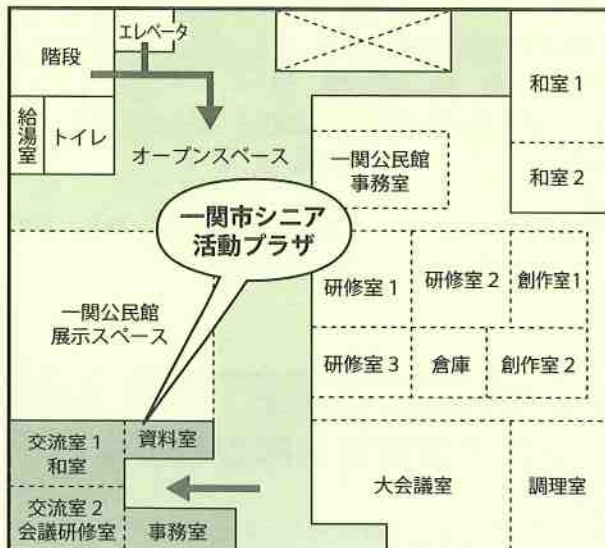 エレベータ
階段
和室 1
給湯室
トイレ
オープンスペース
一関公民館
事務室
和室 2
一関市シニア
活動プラザ
研修室 1
研修室 2
創作室1
一関公民館
展示スペース
研修室 3
倉庫
創作室 2
交流室 1
和室
資料室
大会議室
調理室
交流室 2
会議研修室
事務室